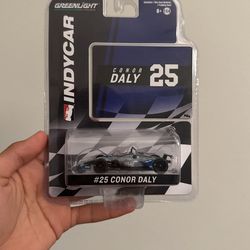 GREENLIGHT
INDYCAR
CONOR
DALY
25
#25 CONOR DALY